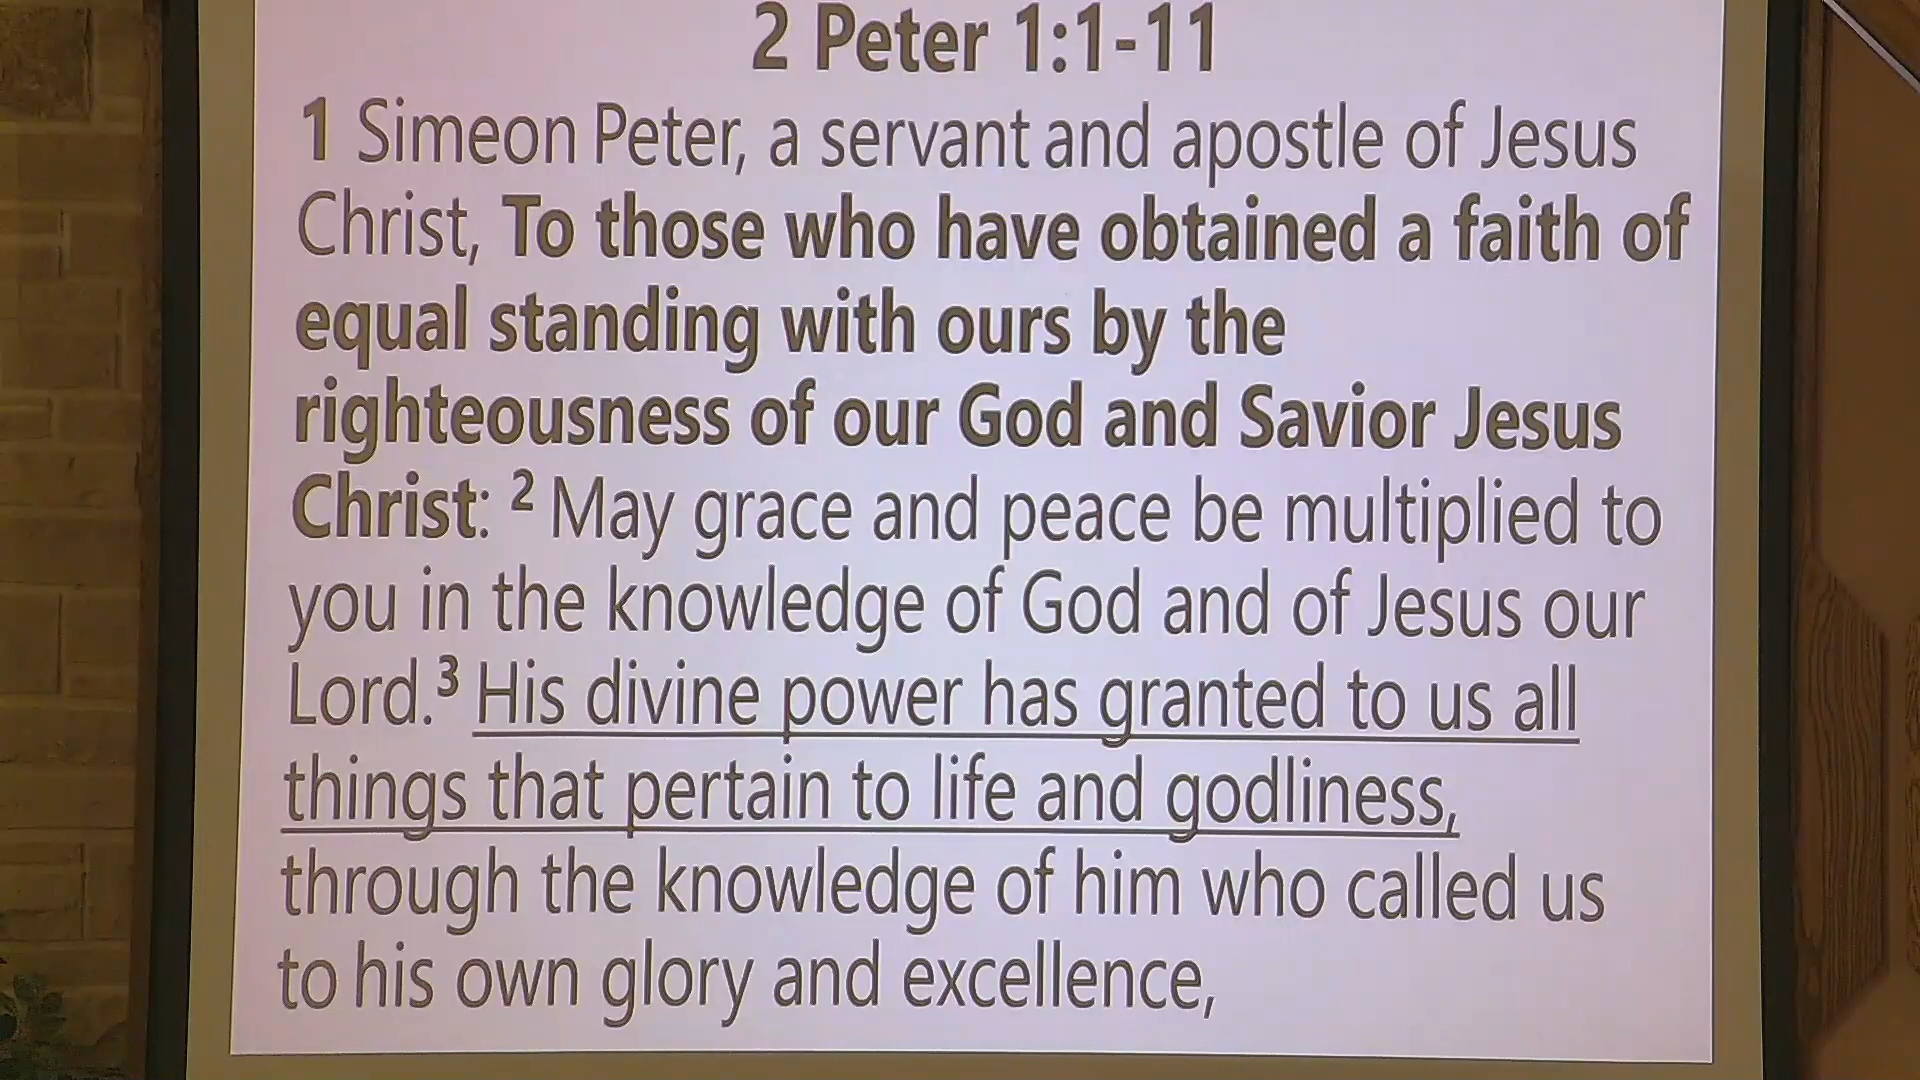 2 Peter 1:1-11
1 Simeon Peter, a servant and apostle of Jesus
Christ, To those who have obtained a faith of
equal standing with ours by the
righteousness of our God and Savior Jesus
Christ: 2 May grace and peace be multiplied to
you in the knowledge of God and of Jesus our
Lord.3 His divine power has granted to us all
things that pertain to life and godliness,
through the knowledge of him who called us
to his own glory and excellence,